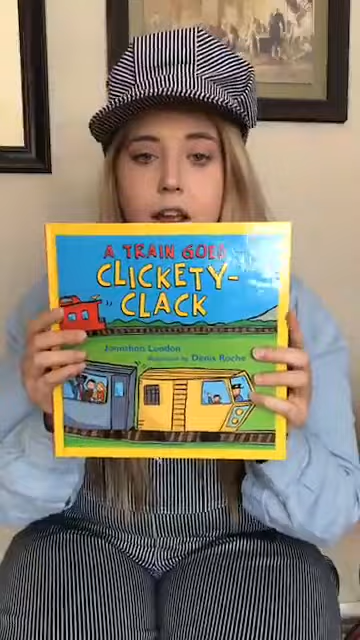 A TRAIN GOES
CLICKETY-
CLACK
Jonathan London
illustrated by Denis Roche